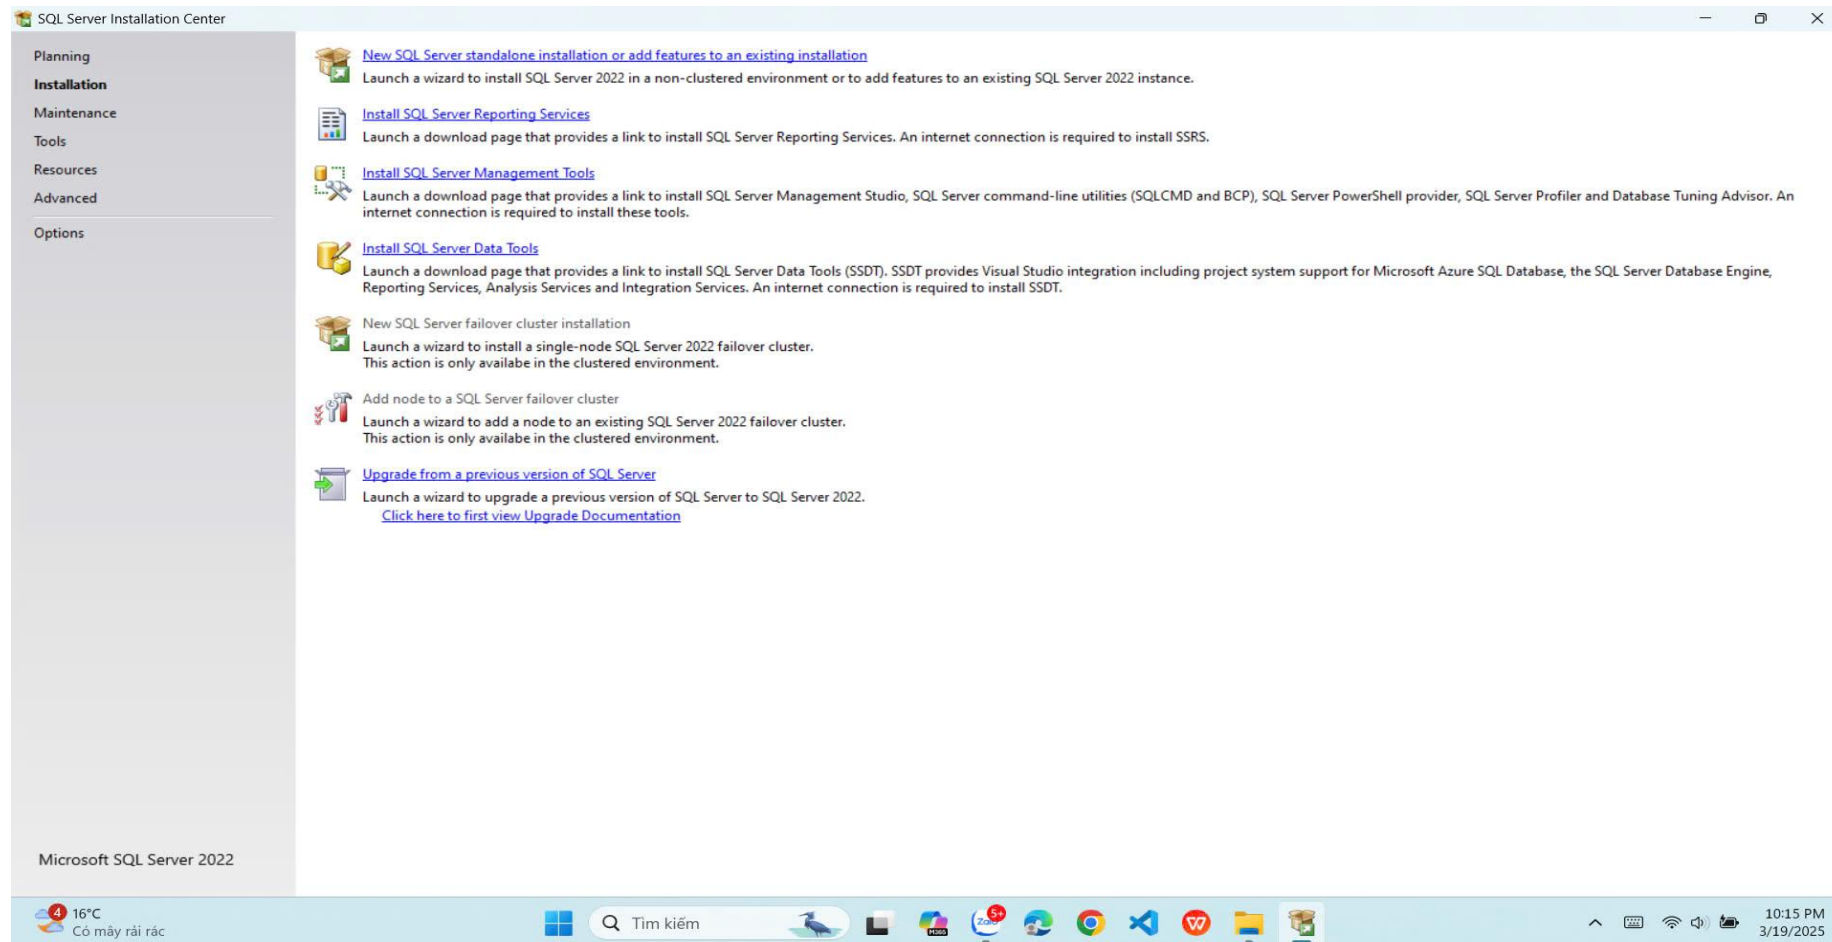 SQL Server Installation Center
Planning
Installation
Maintenance
Tools
Resources
Advanced
Options
New SQL Server standalone installation or add features to an existing installation
Launch a wizard to install SQL Server 2022 in a non-clustered environment or to add features to an existing SQL Server 2022 instance.
Install SQL Server Reporting Services
Launch a download page that provides a link to install SQL Server Reporting Services. An internet connection is required to install SSRS.
Install SQL Server Management Tools
Launch a download page that provides a link to install SQL Server Management Studio, SQL Server command-line utilities (SQLCMD and BCP), SQL Server PowerShell provider, SQL Server Profiler and Database Tuning Advisor. An
internet connection is required to install these tools.
Install SQL Server Data Tools
Launch a download page that provides a link to install SQL Server Data Tools (SSDT). SSDT provides Visual Studio integration including project system support for Microsoft Azure SQL Database, the SQL Server Database Engine,
Reporting Services, Analysis Services and Integration Services. An internet connection is required to install SSDT.
New SQL Server failover cluster installation
Launch a wizard to install a single-node SQL Server 2022 failover cluster.
This action is only availabe in the clustered environment.
Add node to a SQL Server failover cluster
Launch a wizard to add a node to an existing SQL Server 2022 failover cluster.
This action is only availabe in the clustered environment.
Upgrade from a previous version of SQL Server
Launch a wizard to upgrade a previous version of SQL Server to SQL Server 2022.
Click here to first view Upgrade Documentation
Microsoft SQL Server 2022
4
16°C
Có mây rải rác
Tìm kiếm
M365
Zalo
5+
10:15 PM
3/19/2025